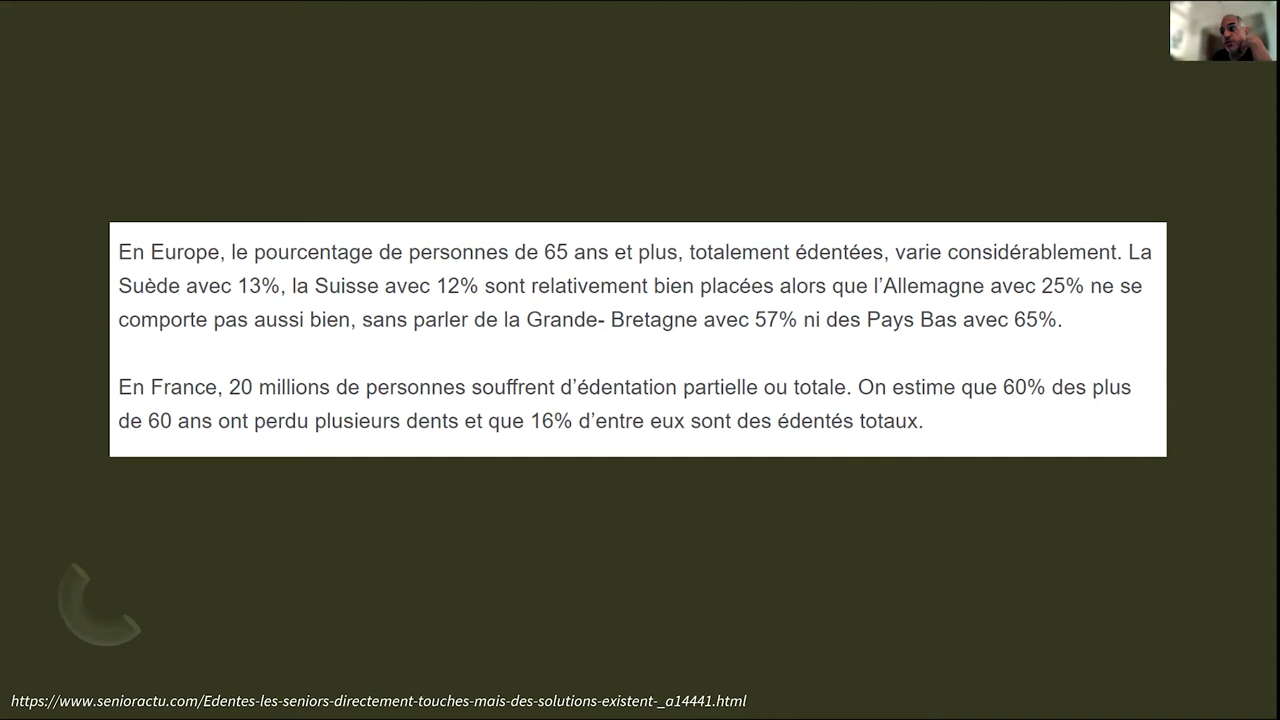 En Europe, le pourcentage de personnes de 65 ans et plus, totalement édentées, varie considérablement. La
Suède avec 13%, la Suisse avec 12% sont relativement bien placées alors que l’Allemagne avec 25% ne se
comporte pas aussi bien, sans parler de la Grande- Bretagne avec 57% ni des Pays Bas avec 65%.
En France, 20 millions de personnes souffrent d’édentation partielle ou totale. On estime que 60% des plus
de 60 ans ont perdu plusieurs dents et que 16% d’entre eux sont des édentés totaux.
https://www.senioractu.com/Edentes-les-seniors-directement-touches-mais-des-solutions-existent-_a14441.html